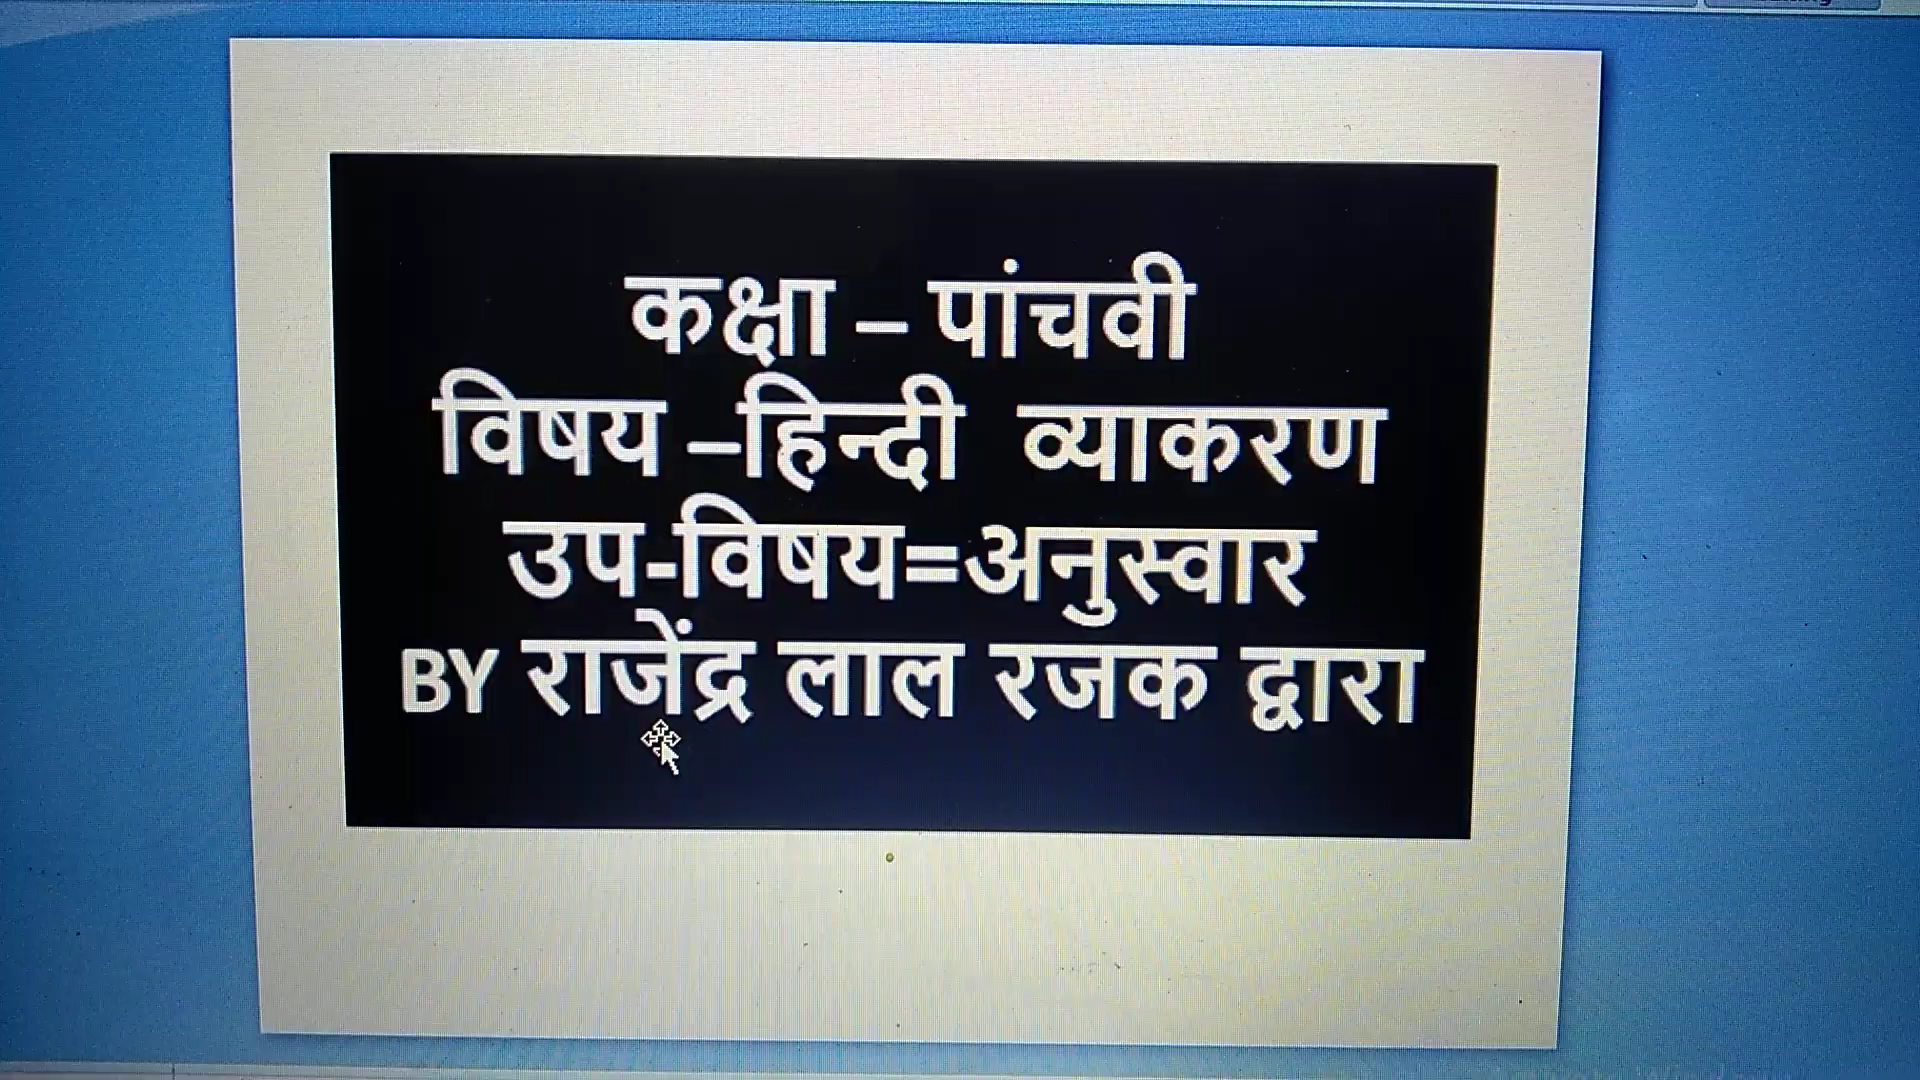 कक्षा – पांचवी
विषय –हिन्दी व्याकरण
उप-विषय=अनुस्वार
BY राजेंद्र लाल रजक द्वारा